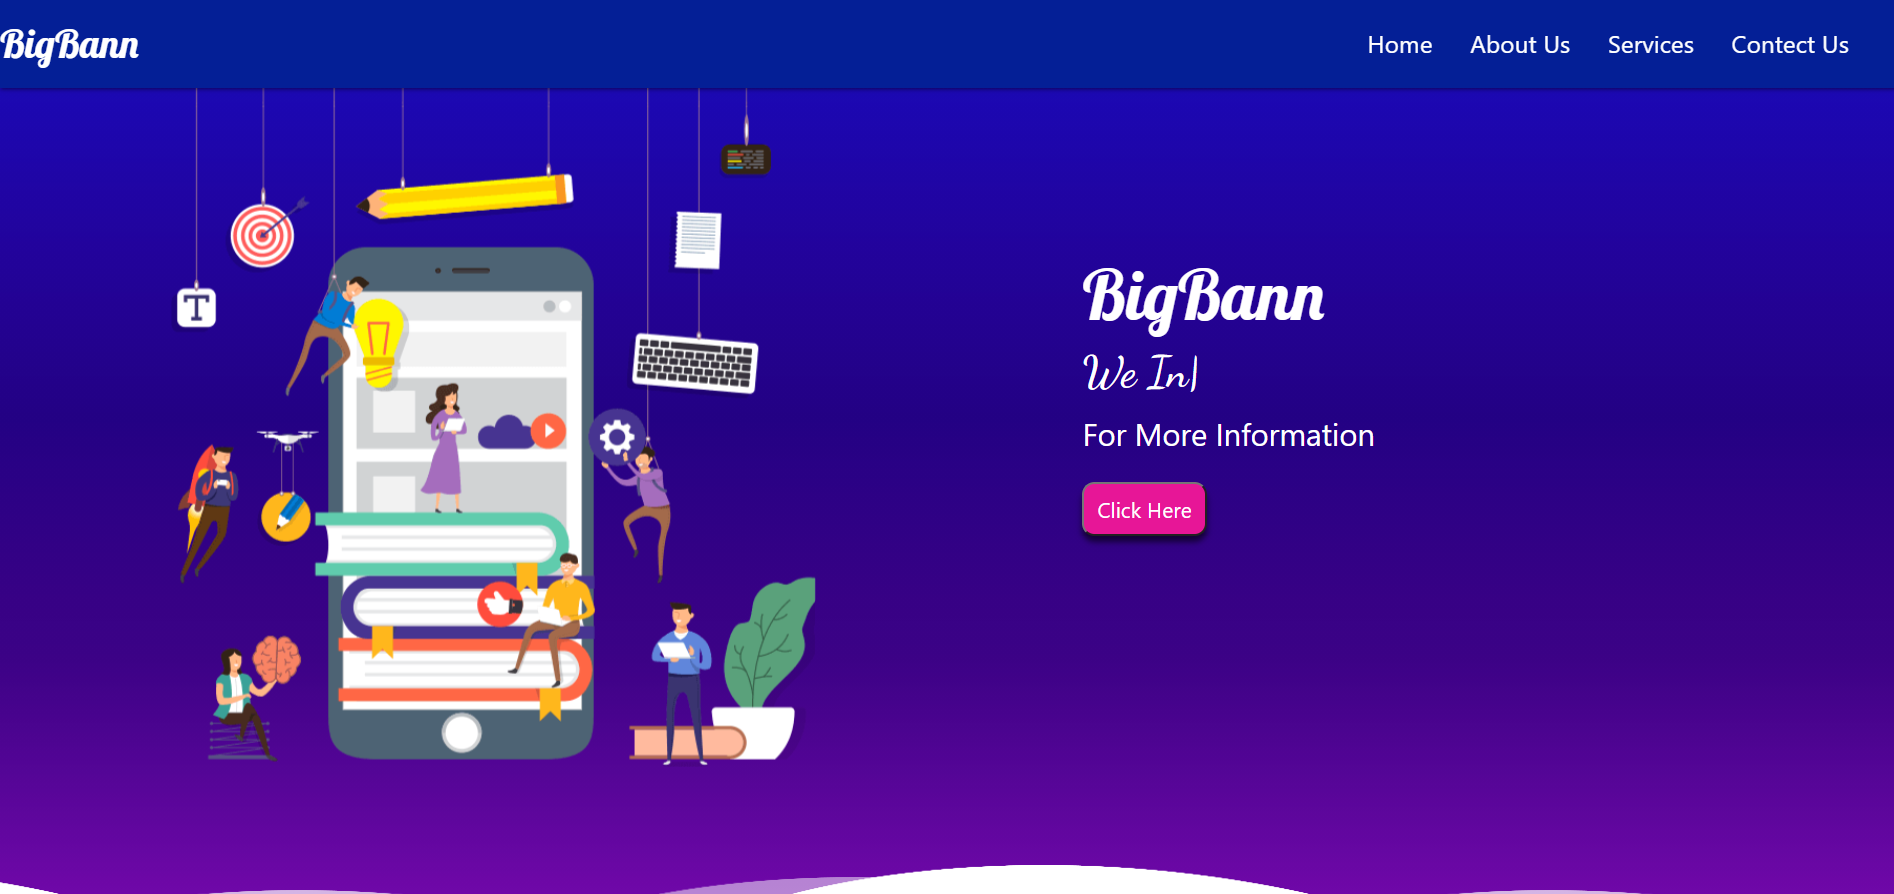 BigBann
Home About Us Services Contect Us
T
BigBann
We In|
For More Information
Click Here